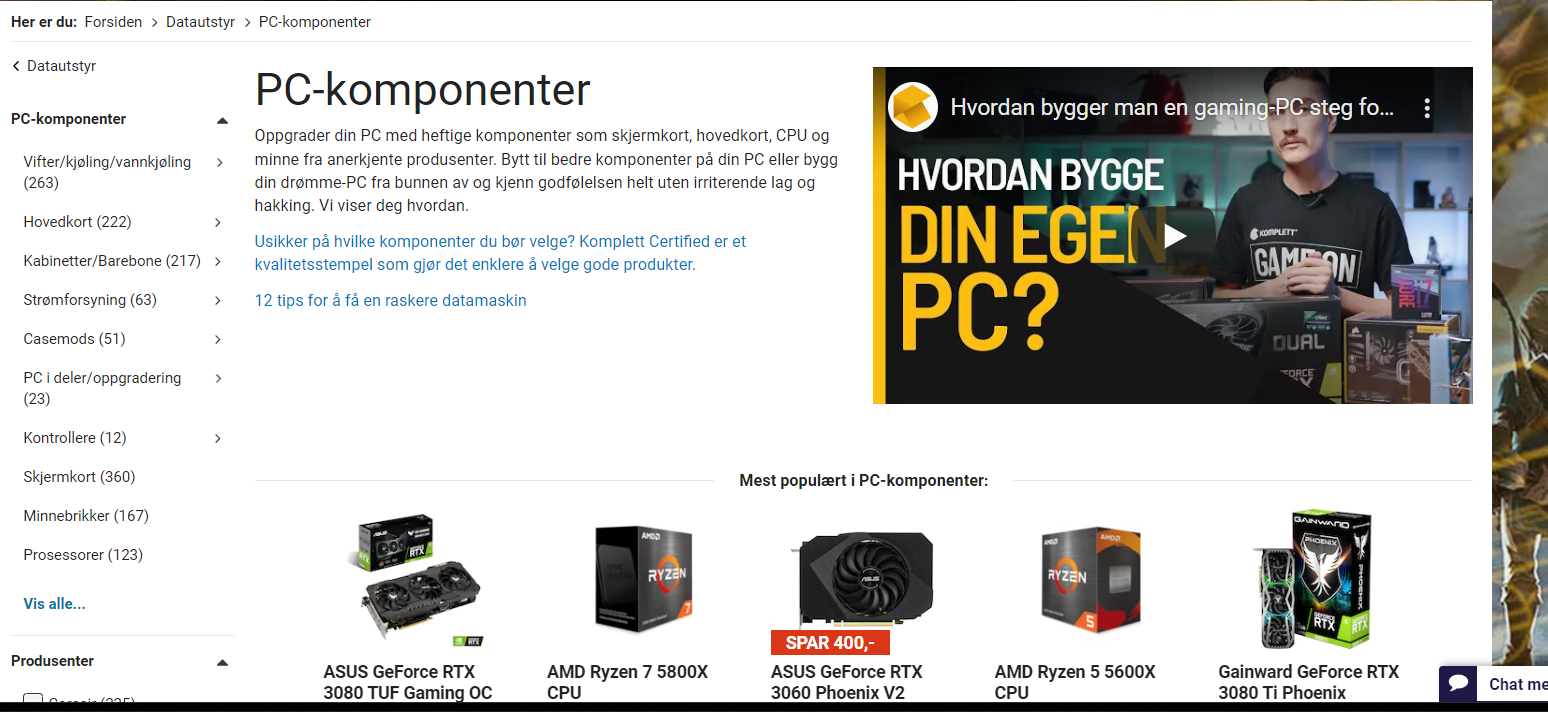 Her er du: Forsiden > Datautstyr > PC-komponenter
< Datautstyr
PC-komponenter
Vifter/kjøling/vannkjøling
(263)
Hovedkort (222)
Kabinetter/Barebone (217)
Strømforsyning (63)
Casemods (51)
PC i deler/oppgradering
(23)
Kontrollere (12)
Skjermkort (360)
Minnebrikker (167)
Prosessorer (123)
Vis alle...
Produsenter
PC-komponenter
Oppgrader din PC med heftige komponenter som skjermkort, hovedkort, CPU og
minne fra anerkjente produsenter. Bytt til bedre komponenter på din PC eller bygg
din drømme-PC fra bunnen av og kjenn godfølelsen helt uten irriterende lag og
hakking. Vi viser deg hvordan.
Usikker på hvilke komponenter du bør velge? Komplett Certified er et
kvalitetsstempel som gjør det enklere å velge gode produkter.
12 tips for å få en raskere datamaskin
Hvordan bygger man en gaming-PC steg fo...
HVORDAN BYGGE
DIN EGEN
PC?
KOMPLETT
GAME ON
CORE i7
DUAL
Mest populært i PC-komponenter:
GEFORCE
RTX
AMD
RYZEN
7
ASUS
AMD
RYZEN
5
GAINWARD
PHOENIX
PHOENIX
GEFORCE
RTX
SPAR 400,-
ASUS GeForce RTX
3080 TUF Gaming OC
AMD Ryzen 7 5800X
CPU
ASUS GeForce RTX
3060 Phoenix V2
AMD Ryzen 5 5600X
CPU
Gainward GeForce RTX
3080 Ti Phoenix
Chat me